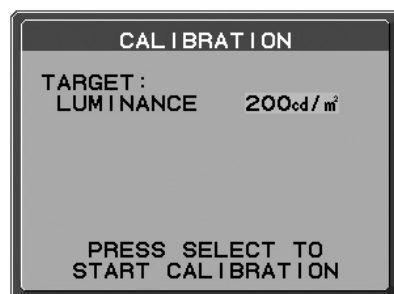 CALIBRATION
TARGET:
LUMINANCE 200cd/㎡
PRESS SELECT TO
START CALIBRATION